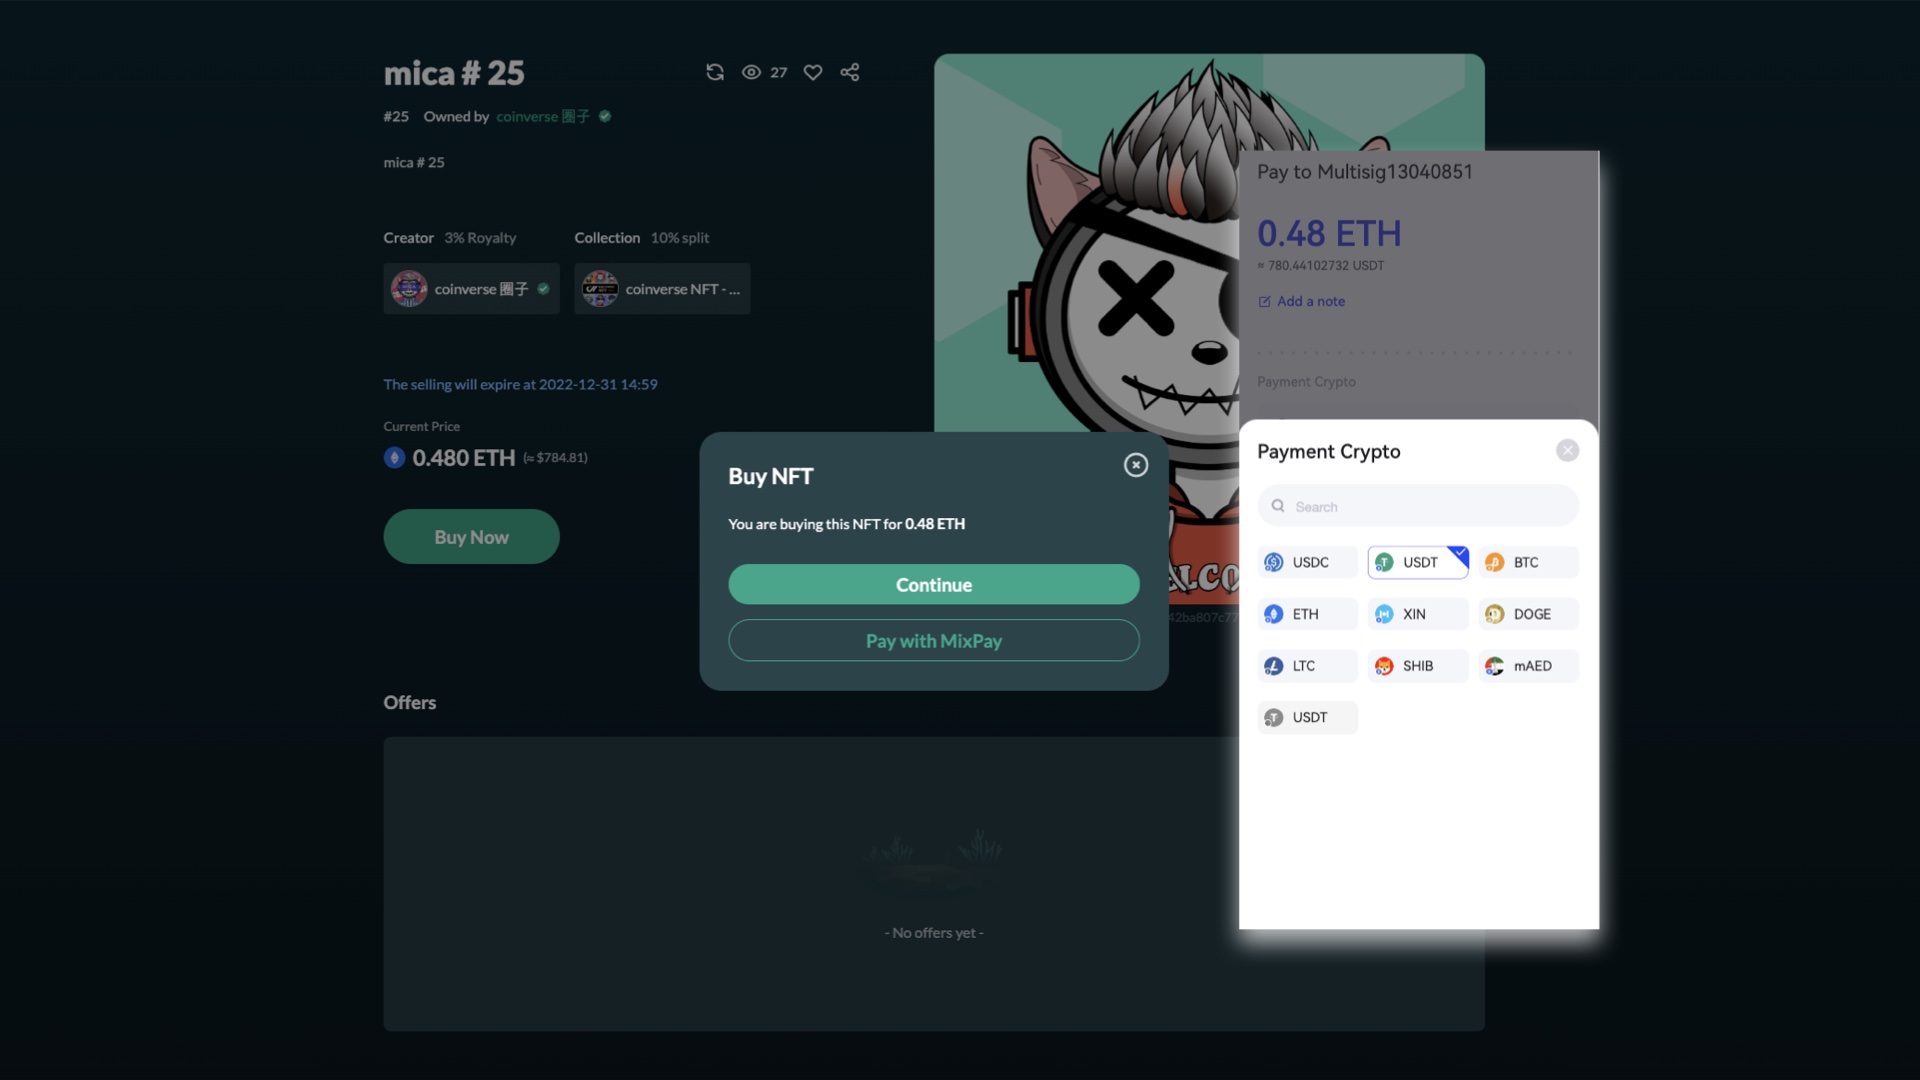 mica # 25
27
#25 Owned by coinverse 圈子
mica # 25
Creator 3% Royalty
Collection 10% split
coinverse 圈子
coinverse NFT - ...
The selling will expire at 2022-12-31 14:59
Current Price
0.480 ETH (≈ $784.81)
Buy Now
Buy NFT
You are buying this NFT for 0.48 ETH
Continue
Pay with MixPay
Offers
- No offers yet -
ALCO
42ba807c77
Pay to Multisig13040851
0.48 ETH
≈ 780.44102732 USDT
Add a note
Payment Crypto
Payment Crypto
Search
USDC
USDT
BTC
ETH
XIN
DOGE
LTC
SHIB
mAED
USDT